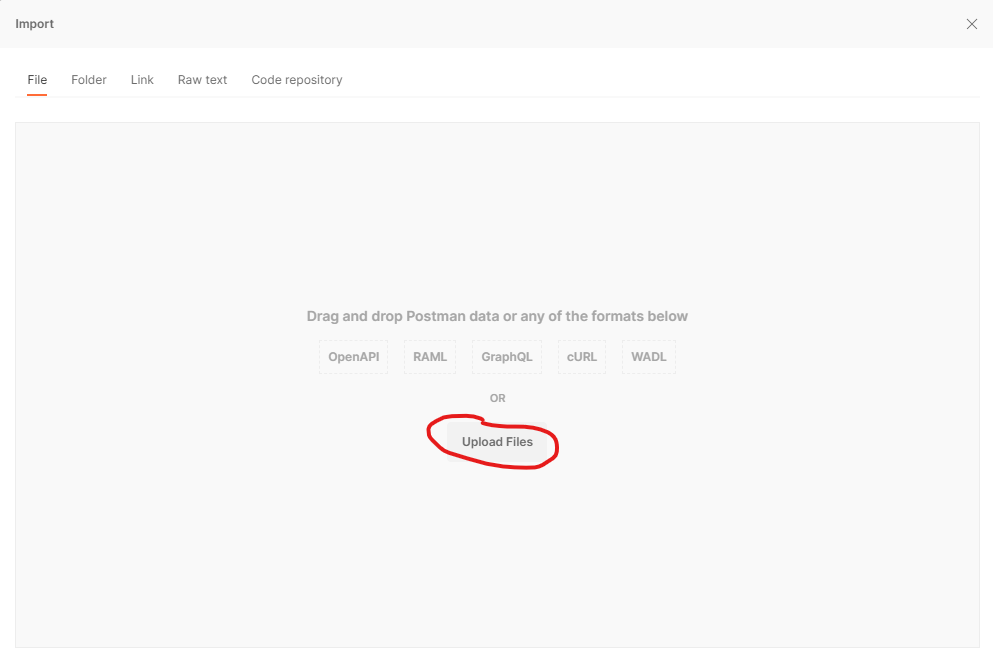 Import
File Folder Link Raw text Code repository
Drag and drop Postman data or any of the formats below
OpenAPI RAML GraphQL cURL WADL
OR
Upload Files